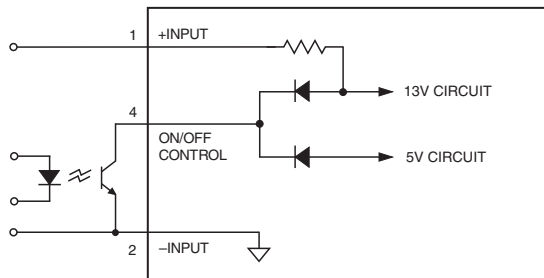 1 +INPUT
13V CIRCUIT
4
ON/OFF
CONTROL
5V CIRCUIT
2 –INPUT